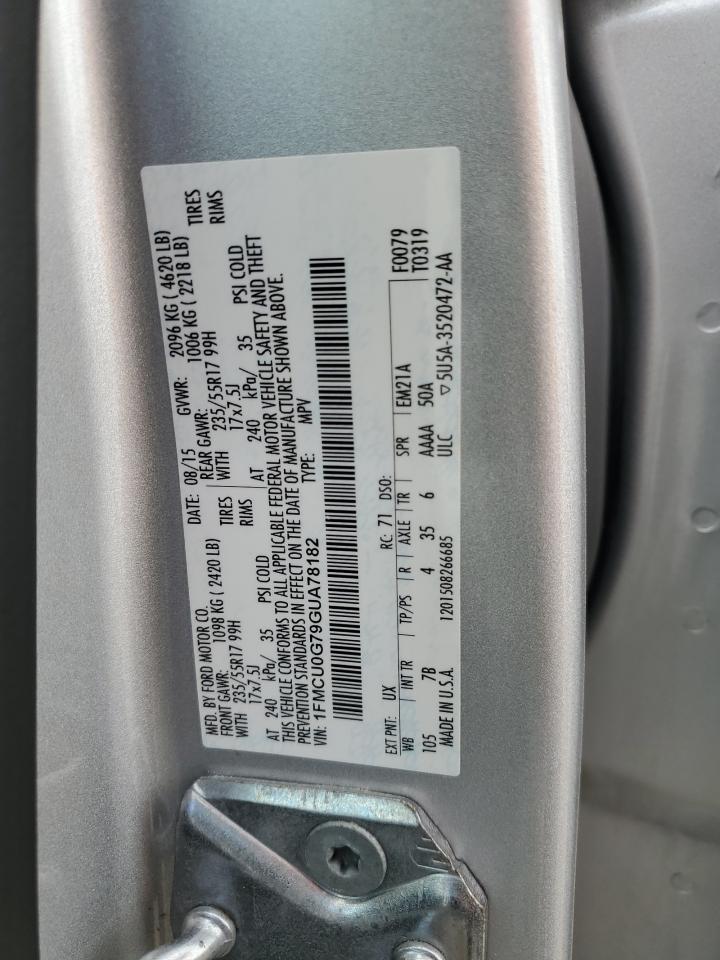 MFD. BY FORD MOTOR CO.
DATE: 08/15 GVWR: 2096 KG ( 4620 LB)
FRONT GAWR: 1098 KG ( 2420 LB) REAR GAWR: 1006 KG ( 2218 LB)
WITH 235/55R17 99H TIRES WITH 235/55R17 99H TIRES
17x7.5J RIMS 17x7.5J RIMS
AT 240 kPa/ 35 PSI COLD AT 240 kPa/ 35 PSI COLD
THIS VEHICLE CONFORMS TO ALL APPLICABLE FEDERAL MOTOR VEHICLE SAFETY AND THEFT
PREVENTION STANDARDS IN EFFECT ON THE DATE OF MANUFACTURE SHOWN ABOVE.
VIN: 1FMCU0G79GUA78182 TYPE: MPV
F0079
T0319
EXT PNT: UX RC: 71 DSO:
WB INT TR TP/PS R AXLE TR SPR EM21A
105 7B 4 35 6 AAAA 50A
MADE IN U.S.A. 1201508266685 ULC ▽5U5A-3520472-AA